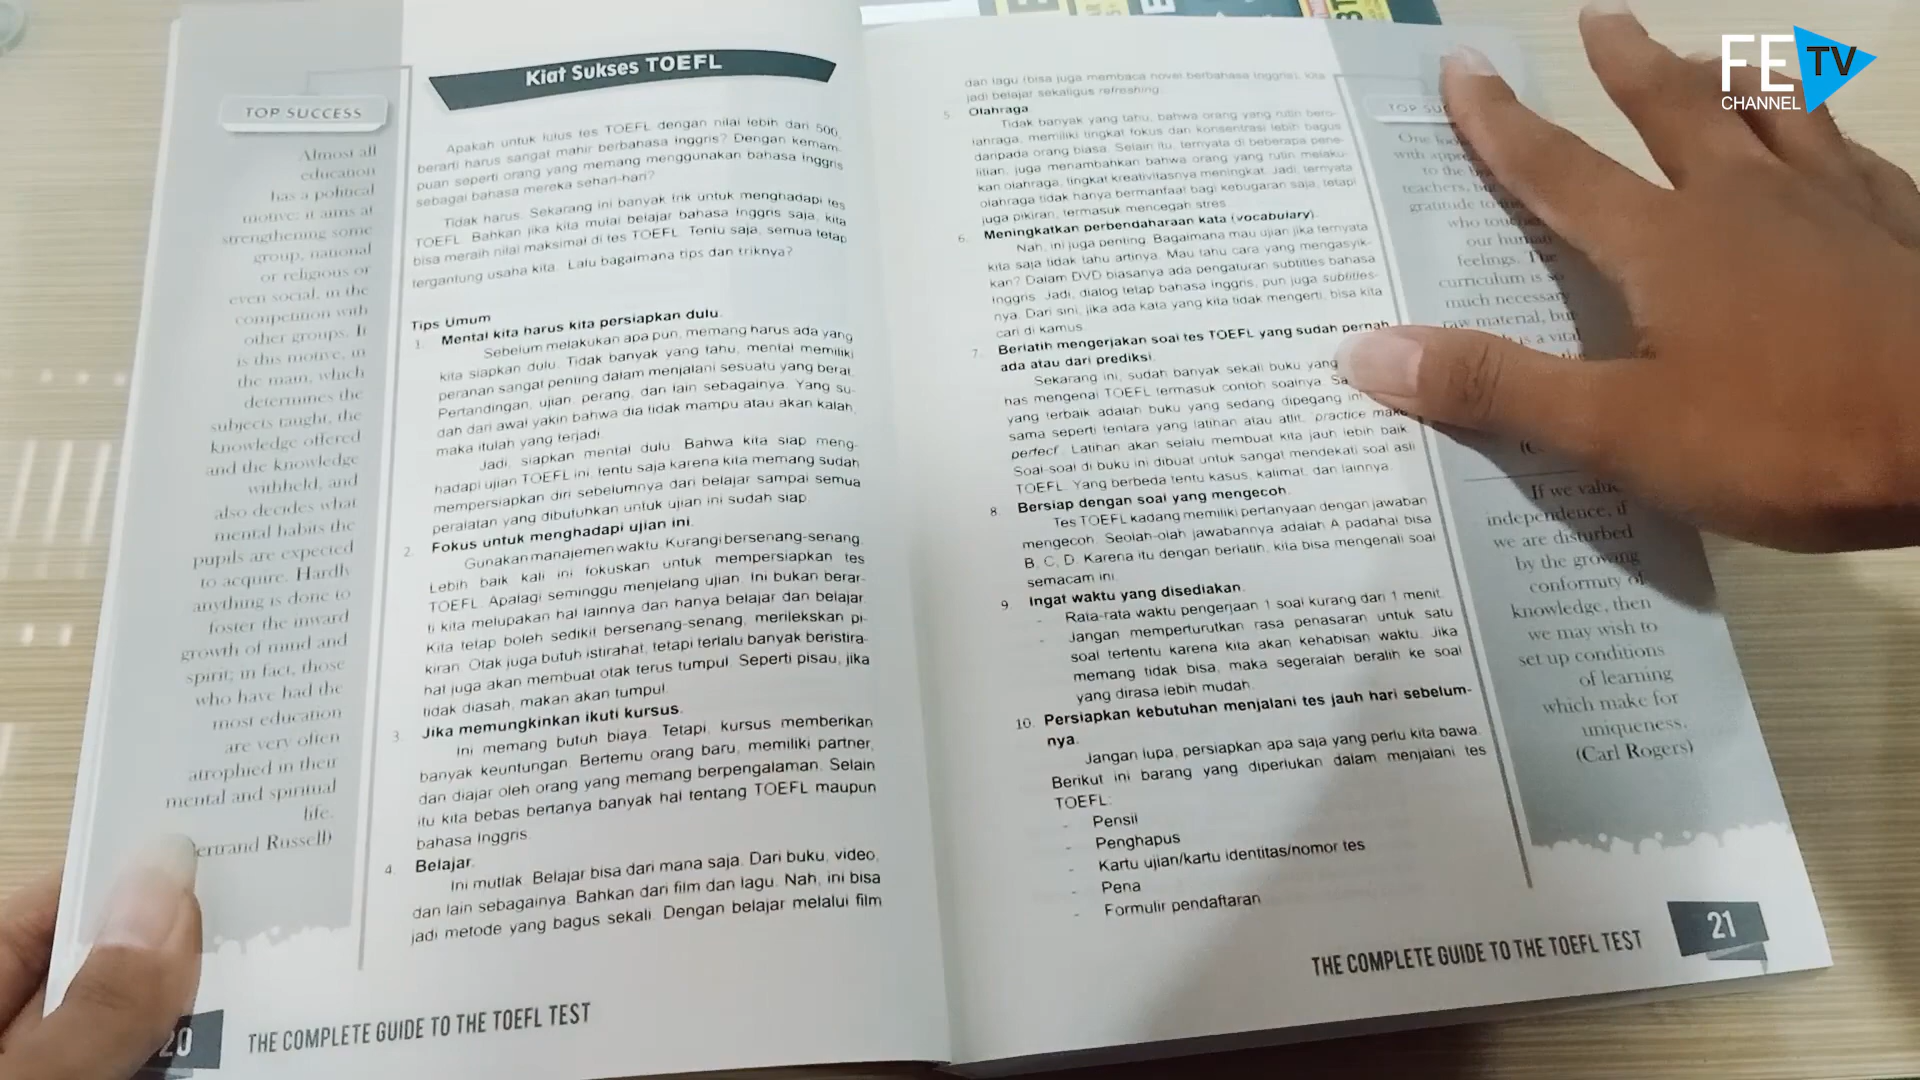 FE TV
CHANNEL
Kiat Sukses TOEFL
TOP SUCCESS
Almost all
education
has a political
motive: it aims at
strengthening some
group, national
or religious or
even social, in the
competition with
other groups. It
is this motive, in
the main, which
determines the
subjects taught, the
knowledge offered
and the knowledge
withheld, and
also decides what
mental habits the
pupils are expected
to acquire. Hardly
anything is done to
foster the inward
growth of mind and
spirit; in fact, those
who have had the
most education
are very often
atrophied in their
mental and spiritual
life.
ertrand Russell)
Apakah untuk lulus tes TOEFL dengan nilai lebih dari 500,
berarti harus sangat mahir berbahasa Inggris? Dengan kemam-
puan seperti orang yang memang menggunakan bahasa Inggris
sebagai bahasa mereka sehari-hari?
Tidak harus. Sekarang ini banyak trik untuk menghadapi tes
TOEFL. Bahkan jika kita mulai belajar bahasa Inggris saja, kita
bisa meraih nilai maksimal di tes TOEFL. Tentu saja, semua tetap
tergantung usaha kita. Lalu bagaimana tips dan triknya?
Tips Umum
1. Mental kita harus kita persiapkan dulu.
Sebelum melakukan apa pun, memang harus ada yang
kita siapkan dulu. Tidak banyak yang tahu, mental memiliki
peranan sangat penting dalam menjalani sesuatu yang berat.
Pertandingan, ujian, perang, dan lain sebagainya. Yang su-
dah dari awal yakin bahwa dia tidak mampu atau akan kalah,
maka itulah yang terjadi.
Jadi, siapkan mental dulu. Bahwa kita siap meng-
hadapi ujian TOEFL ini, tentu saja karena kita memang sudah
mempersiapkan diri sebelumnya dari belajar sampai semua
peralatan yang dibutuhkan untuk ujian ini sudah siap.
2. Fokus untuk menghadapi ujian ini.
Gunakan manajemen waktu. Kurangi bersenang-senang.
Lebih baik kali ini fokuskan untuk mempersiapkan tes
TOEFL. Apalagi seminggu menjelang ujian. Ini bukan berar-
ti kita melupakan hal lainnya dan hanya belajar dan belajar.
Kita tetap boleh sedikit bersenang-senang, merilekskan pi-
kiran. Otak juga butuh istirahat, tetapi terlalu banyak beristira-
hat juga akan membuat otak terus tumpul. Seperti pisau, jika
tidak diasah, makan akan tumpul.
3. Jika memungkinkan ikuti kursus.
Ini memang butuh biaya. Tetapi, kursus memberikan
banyak keuntungan. Bertemu orang baru, memiliki partner,
dan diajar oleh orang yang memang berpengalaman. Selain
itu kita bebas bertanya banyak hal tentang TOEFL maupun
bahasa Inggris.
4. Belajar.
Ini mutlak. Belajar bisa dari mana saja. Dari buku, video,
dan lain sebagainya. Bahkan dari film dan lagu. Nah, ini bisa
jadi metode yang bagus sekali. Dengan belajar melalui film
20 THE COMPLETE GUIDE TO THE TOEFL TEST
dan lagu (bisa juga membaca novel berbahasa Inggris), kita
jadi belajar sekaligus refreshing.
5. Olahraga
Tidak banyak yang tahu, bahwa orang yang rutin bero-
lahraga, memiliki tingkat fokus dan konsentrasi lebih bagus
daripada orang biasa. Selain itu, ternyata di beberapa pene-
litian, juga menambahkan bahwa orang yang rutin melaku-
kan olahraga, tingkat kreativitasnya meningkat. Jadi, ternyata
olahraga tidak hanya bermanfaat bagi kebugaran saja, tetapi
juga pikiran, termasuk mencegah stres.
6. Meningkatkan perbendaharaan kata (vocabulary).
Nah, ini juga penting. Bagaimana mau ujian jika ternyata
kita saja tidak tahu artinya. Mau tahu cara yang mengasyik-
kan? Dalam DVD biasanya ada pengaturan subtitles bahasa
Inggris. Jadi, dialog tetap bahasa Inggris, pun juga subtitles-
nya. Dari sini, jika ada kata yang kita tidak mengerti, bisa kita
cari di kamus.
7. Berlatih mengerjakan soal tes TOEFL yang sudah pernah
ada atau dari prediksi.
Sekarang ini, sudah banyak sekali buku yang
has mengenai TOEFL termasuk contoh soalnya. Sa
yang terbaik adalah buku yang sedang dipegang ini
sama seperti tentara yang latihan atau atlit, "practice make
perfect". Latihan akan selalu membuat kita jauh lebih baik.
Soal-soal di buku ini dibuat untuk sangat mendekati soal asli
TOEFL. Yang berbeda tentu kasus, kalimat, dan lainnya.
8. Bersiap dengan soal yang mengecoh.
Tes TOEFL kadang memiliki pertanyaan dengan jawaban
mengecoh. Seolah-olah jawabannya adalah A padahal bisa
B, C, D. Karena itu dengan berlatih, kita bisa mengenali soal
semacam ini.
9. Ingat waktu yang disediakan.
- Rata-rata waktu pengerjaan 1 soal kurang dari 1 menit.
- Jangan memperturutkan rasa penasaran untuk satu
soal tertentu karena kita akan kehabisan waktu. Jika
memang tidak bisa, maka segeralah beralih ke soal
yang dirasa lebih mudah.
10. Persiapkan kebutuhan menjalani tes jauh hari sebelum-
nya.
Jangan lupa, persiapkan apa saja yang perlu kita bawa.
Berikut ini barang yang diperlukan dalam menjalani tes
TOEFL:
- Pensil
- Penghapus
- Kartu ujian/kartu identitas/nomor tes
- Pena
- Formulir pendaftaran
TOP SUC
One loo
with appre
to the
teachers, bu
gratitude to
who touched
our human
feelings. The
curriculum is so
much necessary
raw material, but
is a vital
If we value
independence, if
we are disturbed
by the growing
conformity of
knowledge, then
we may wish to
set up conditions
of learning
which make for
uniqueness.
(Carl Rogers)
THE COMPLETE GUIDE TO THE TOEFL TEST 21